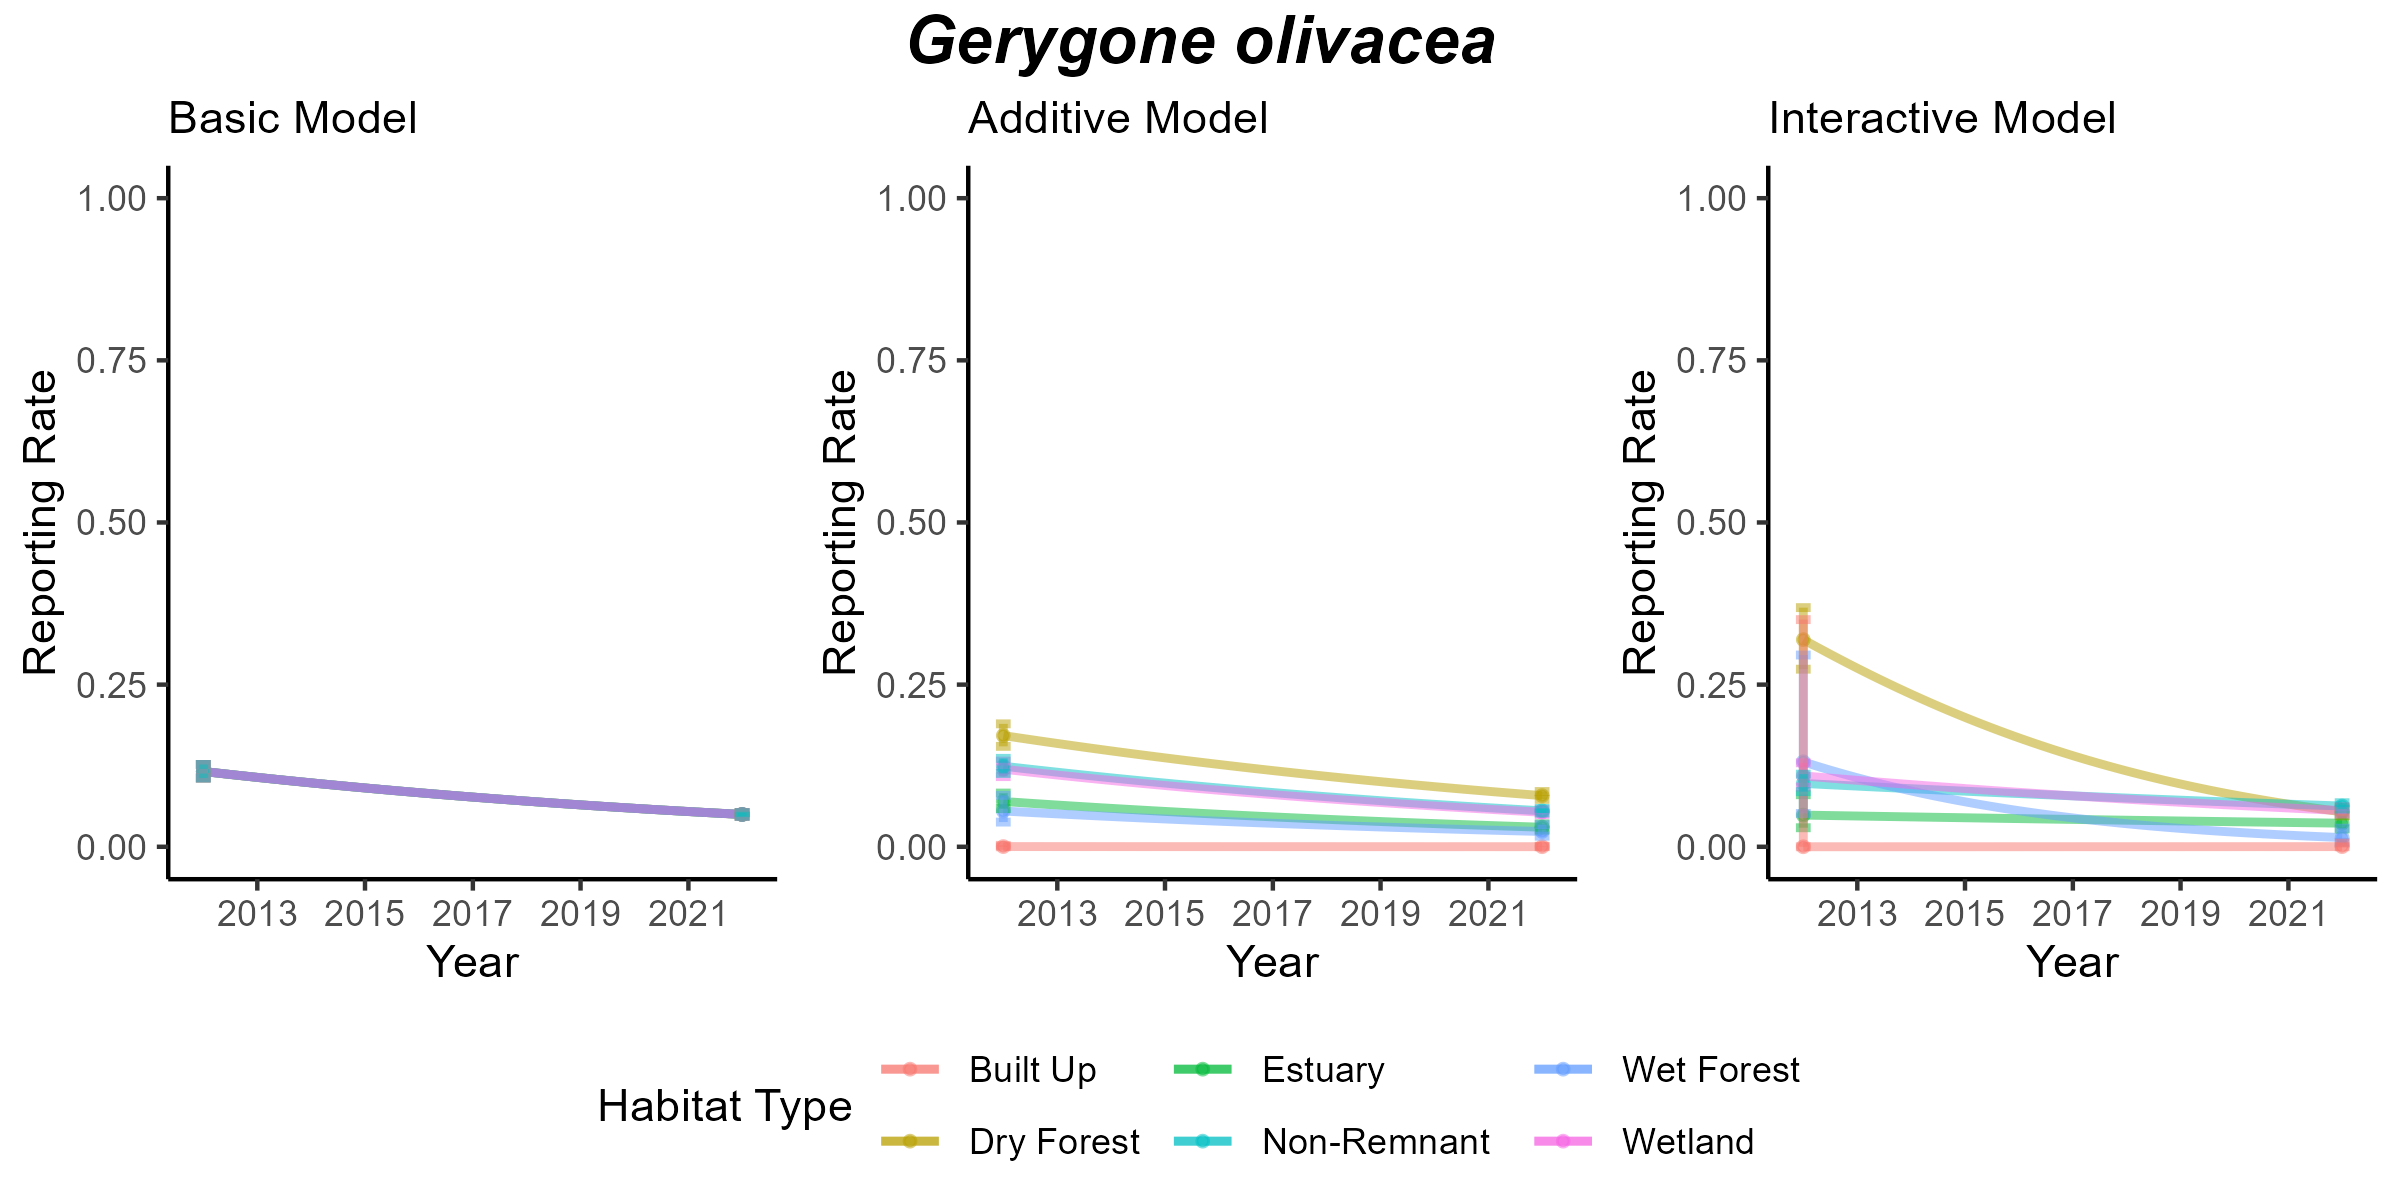 Gerygone olivacea
Basic Model
Additive Model
Interactive Model
1.00
0.75
0.50
0.25
0.00
Reporting Rate
2013 2015 2017 2019 2021
Year
1.00
0.75
0.50
0.25
0.00
Reporting Rate
2013 2015 2017 2019 2021
Year
1.00
0.75
0.50
0.25
0.00
Reporting Rate
2013 2015 2017 2019 2021
Year
Habitat Type
Built Up
Estuary
Wet Forest
Dry Forest
Non-Remnant
Wetland